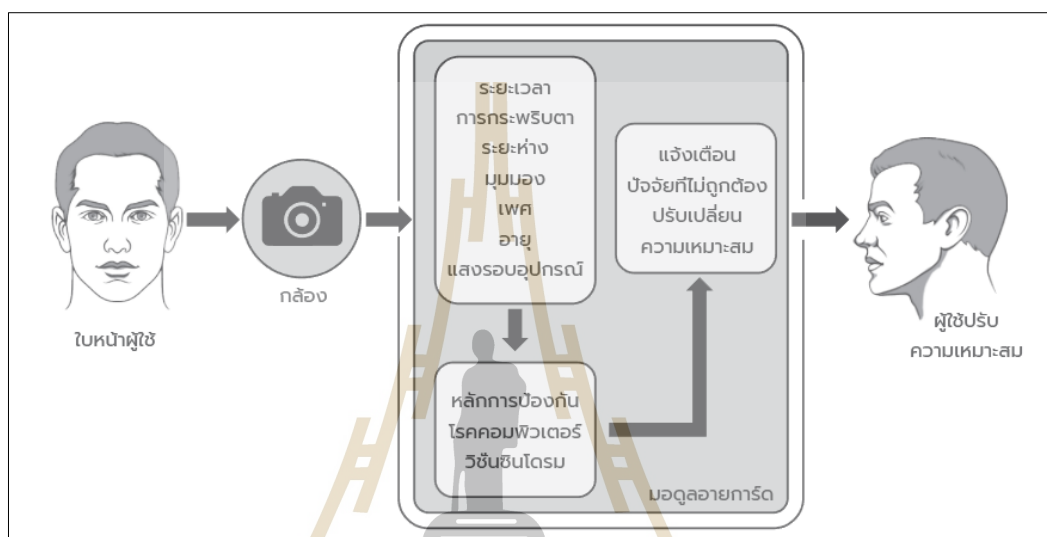 ใบหน้าผู้ใช้
กล้อง
ระยะเวลา
การกระพริบตา
ระยะห่าง
มุมมอง
เพศ
อายุ
แสงรอบอุปกรณ์
หลักการป้องกัน
โรคคอมพิวเตอร์
วิชั่นซินโดรม
แจ้งเตือน
ปัจจัยที่ไม่ถูกต้อง
ปรับเปลี่ยน
ความเหมาะสม
มอดูลอายการ์ด
ผู้ใช้ปรับ
ความเหมาะสม